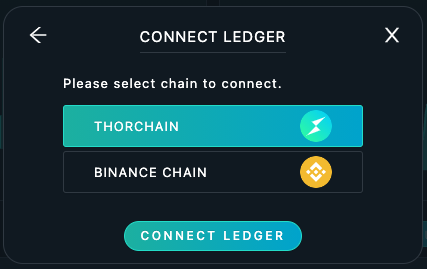 CONNECT LEDGER
Please select chain to connect.
THORCHAIN
BINANCE CHAIN
CONNECT LEDGER